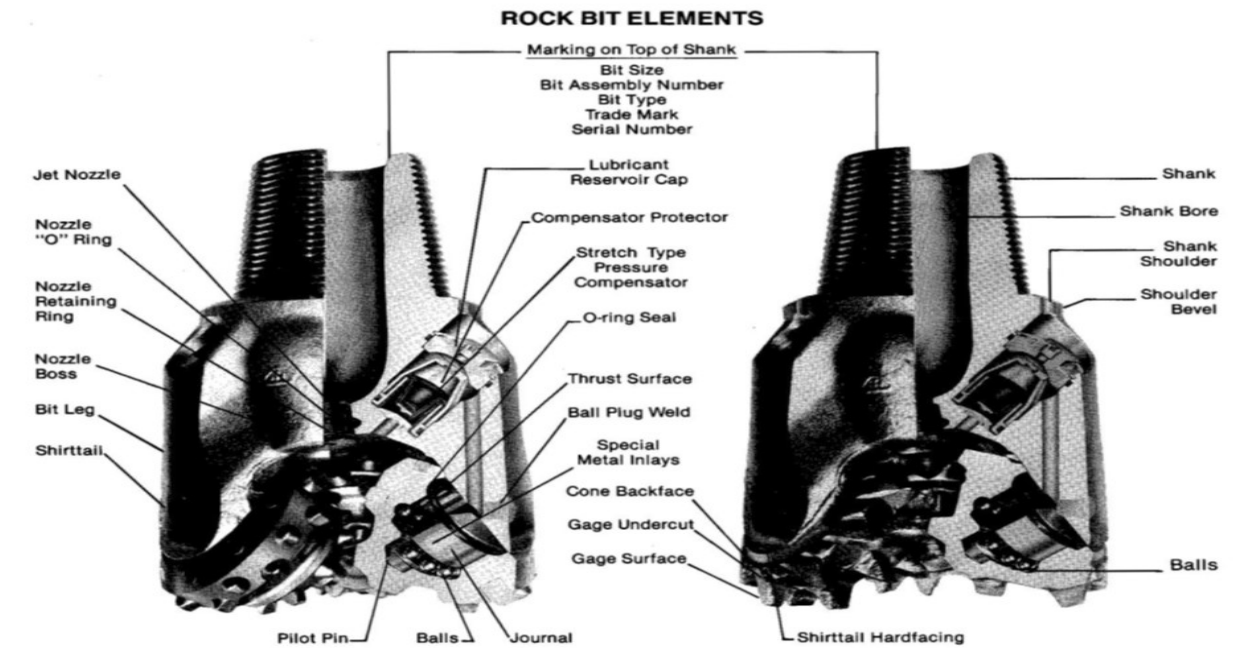 ROCK BIT ELEMENTS
Marking on Top of Shank
Bit Size
Bit Assembly Number
Bit Type
Trade Mark
Serial Number
Jet Nozzle
Nozzle
"O" Ring
Nozzle
Retaining
Ring
Nozzle
Boss
Bit Leg
Shirttail
Lubricant
Reservoir Cap
Compensator Protector
Stretch Type
Pressure
Compensator
O-ring Seal
Thrust Surface
Ball Plug Weld
Special
Metal Inlays
Cone Backface
Gage Undercut
Gage Surface
Shank
Shank Bore
Shank
Shoulder
Shoulder
Bevel
Balls
Pilot Pin
Balls
Journal
Shirttail Hardfacing